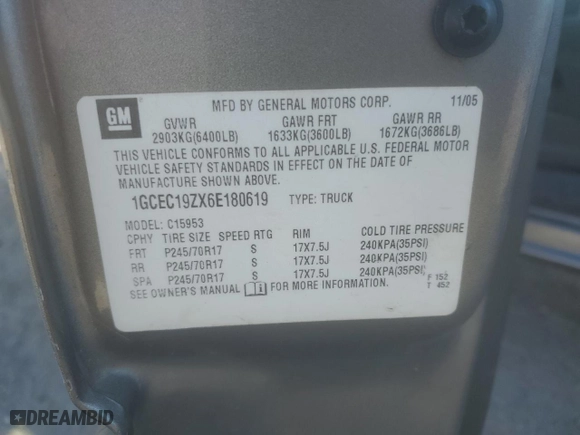 GM
MFD BY GENERAL MOTORS CORP. 11/05
GVWR GAWR FRT GAWR RR
2903KG(6400LB) 1633KG(3600LB) 1672KG(3686LB)
THIS VEHICLE CONFORMS TO ALL APPLICABLE U.S. FEDERAL MOTOR
VEHICLE SAFETY STANDARDS IN EFFECT ON THE DATE OF
MANUFACTURE SHOWN ABOVE.
1GCEC19ZX6E180619 TYPE: TRUCK
MODEL: C15953
CPHY TIRE SIZE SPEED RTG RIM COLD TIRE PRESSURE
FRT P245/70R17 S 17X7.5J 240KPA(35PSI)
RR P245/70R17 S 17X7.5J 240KPA(35PSI)
SPA P245/70R17 S 17X7.5J 240KPA(35PSI)
SEE OWNER'S MANUAL FOR MORE INFORMATION.
F 152
T 452
DREAMBID